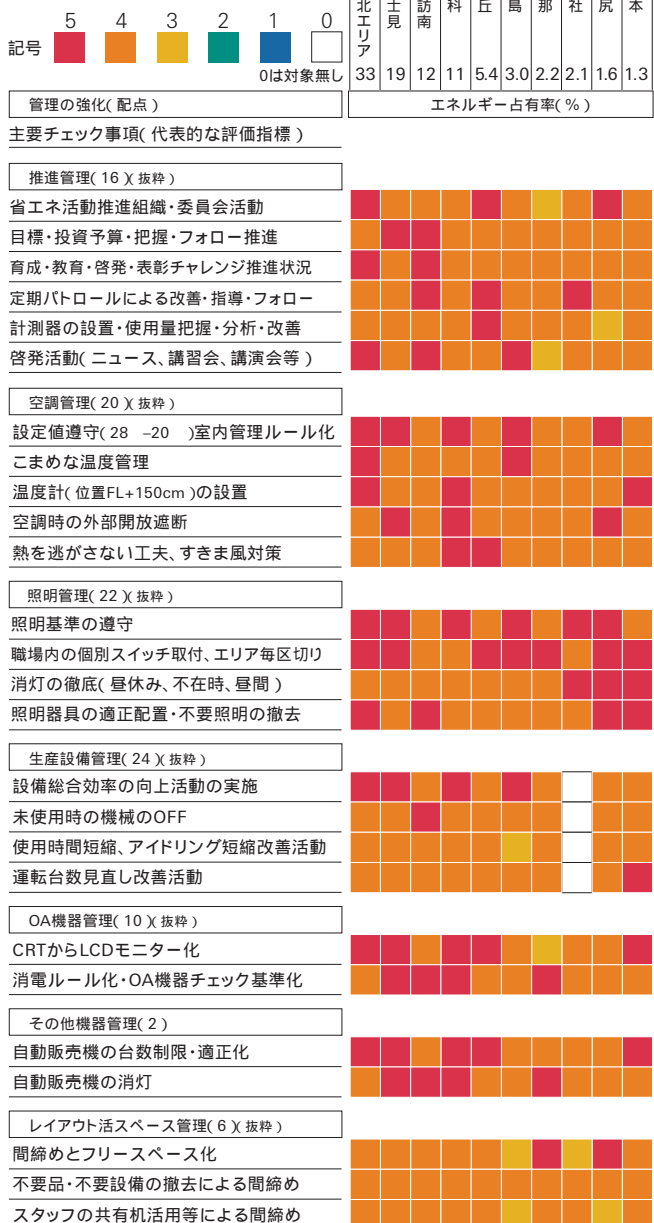 5 4 3 2 1 0
記号
0は対象無し
北エリア 士見 訪南 科 丘 島 那 社 尻 本
33 19 12 11 5.4 3.0 2.2 2.1 1.6 1.3
管理の強化(配点)
エネルギー占有率(%)
主要チェック事項(代表的な評価指標)
推進管理(16)(抜粋)
省エネ活動推進組織・委員会活動
目標・投資予算・把握・フォロー推進
育成・教育・啓発・表彰チャレンジ推進状況
定期パトロールによる改善・指導・フォロー
計測器の設置・使用量把握・分析・改善
啓発活動(ニュース、講習会、講演会等)
空調管理(20)(抜粋)
設定値遵守(28 –20 )室内管理ルール化
こまめな温度管理
温度計(位置FL+150cm)の設置
空調時の外部開放遮断
熱を逃がさない工夫、すきま風対策
照明管理(22)(抜粋)
照明基準の遵守
職場内の個別スイッチ取付、エリア毎区切り
消灯の徹底(昼休み、不在時、昼間)
照明器具の適正配置・不要照明の撤去
生産設備管理(24)(抜粋)
設備総合効率の向上活動の実施
未使用時の機械のOFF
使用時間短縮、アイドリング短縮改善活動
運転台数見直し改善活動
OA機器管理(10)(抜粋)
CRTからLCDモニター化
消電ルール化・OA機器チェック基準化
その他機器管理(2)
自動販売機の台数制限・適正化
自動販売機の消灯
レイアウト活スペース管理(6)(抜粋)
間締めとフリースペース化
不要品・不要設備の撤去による間締め
スタッフの共有机活用等による間締め